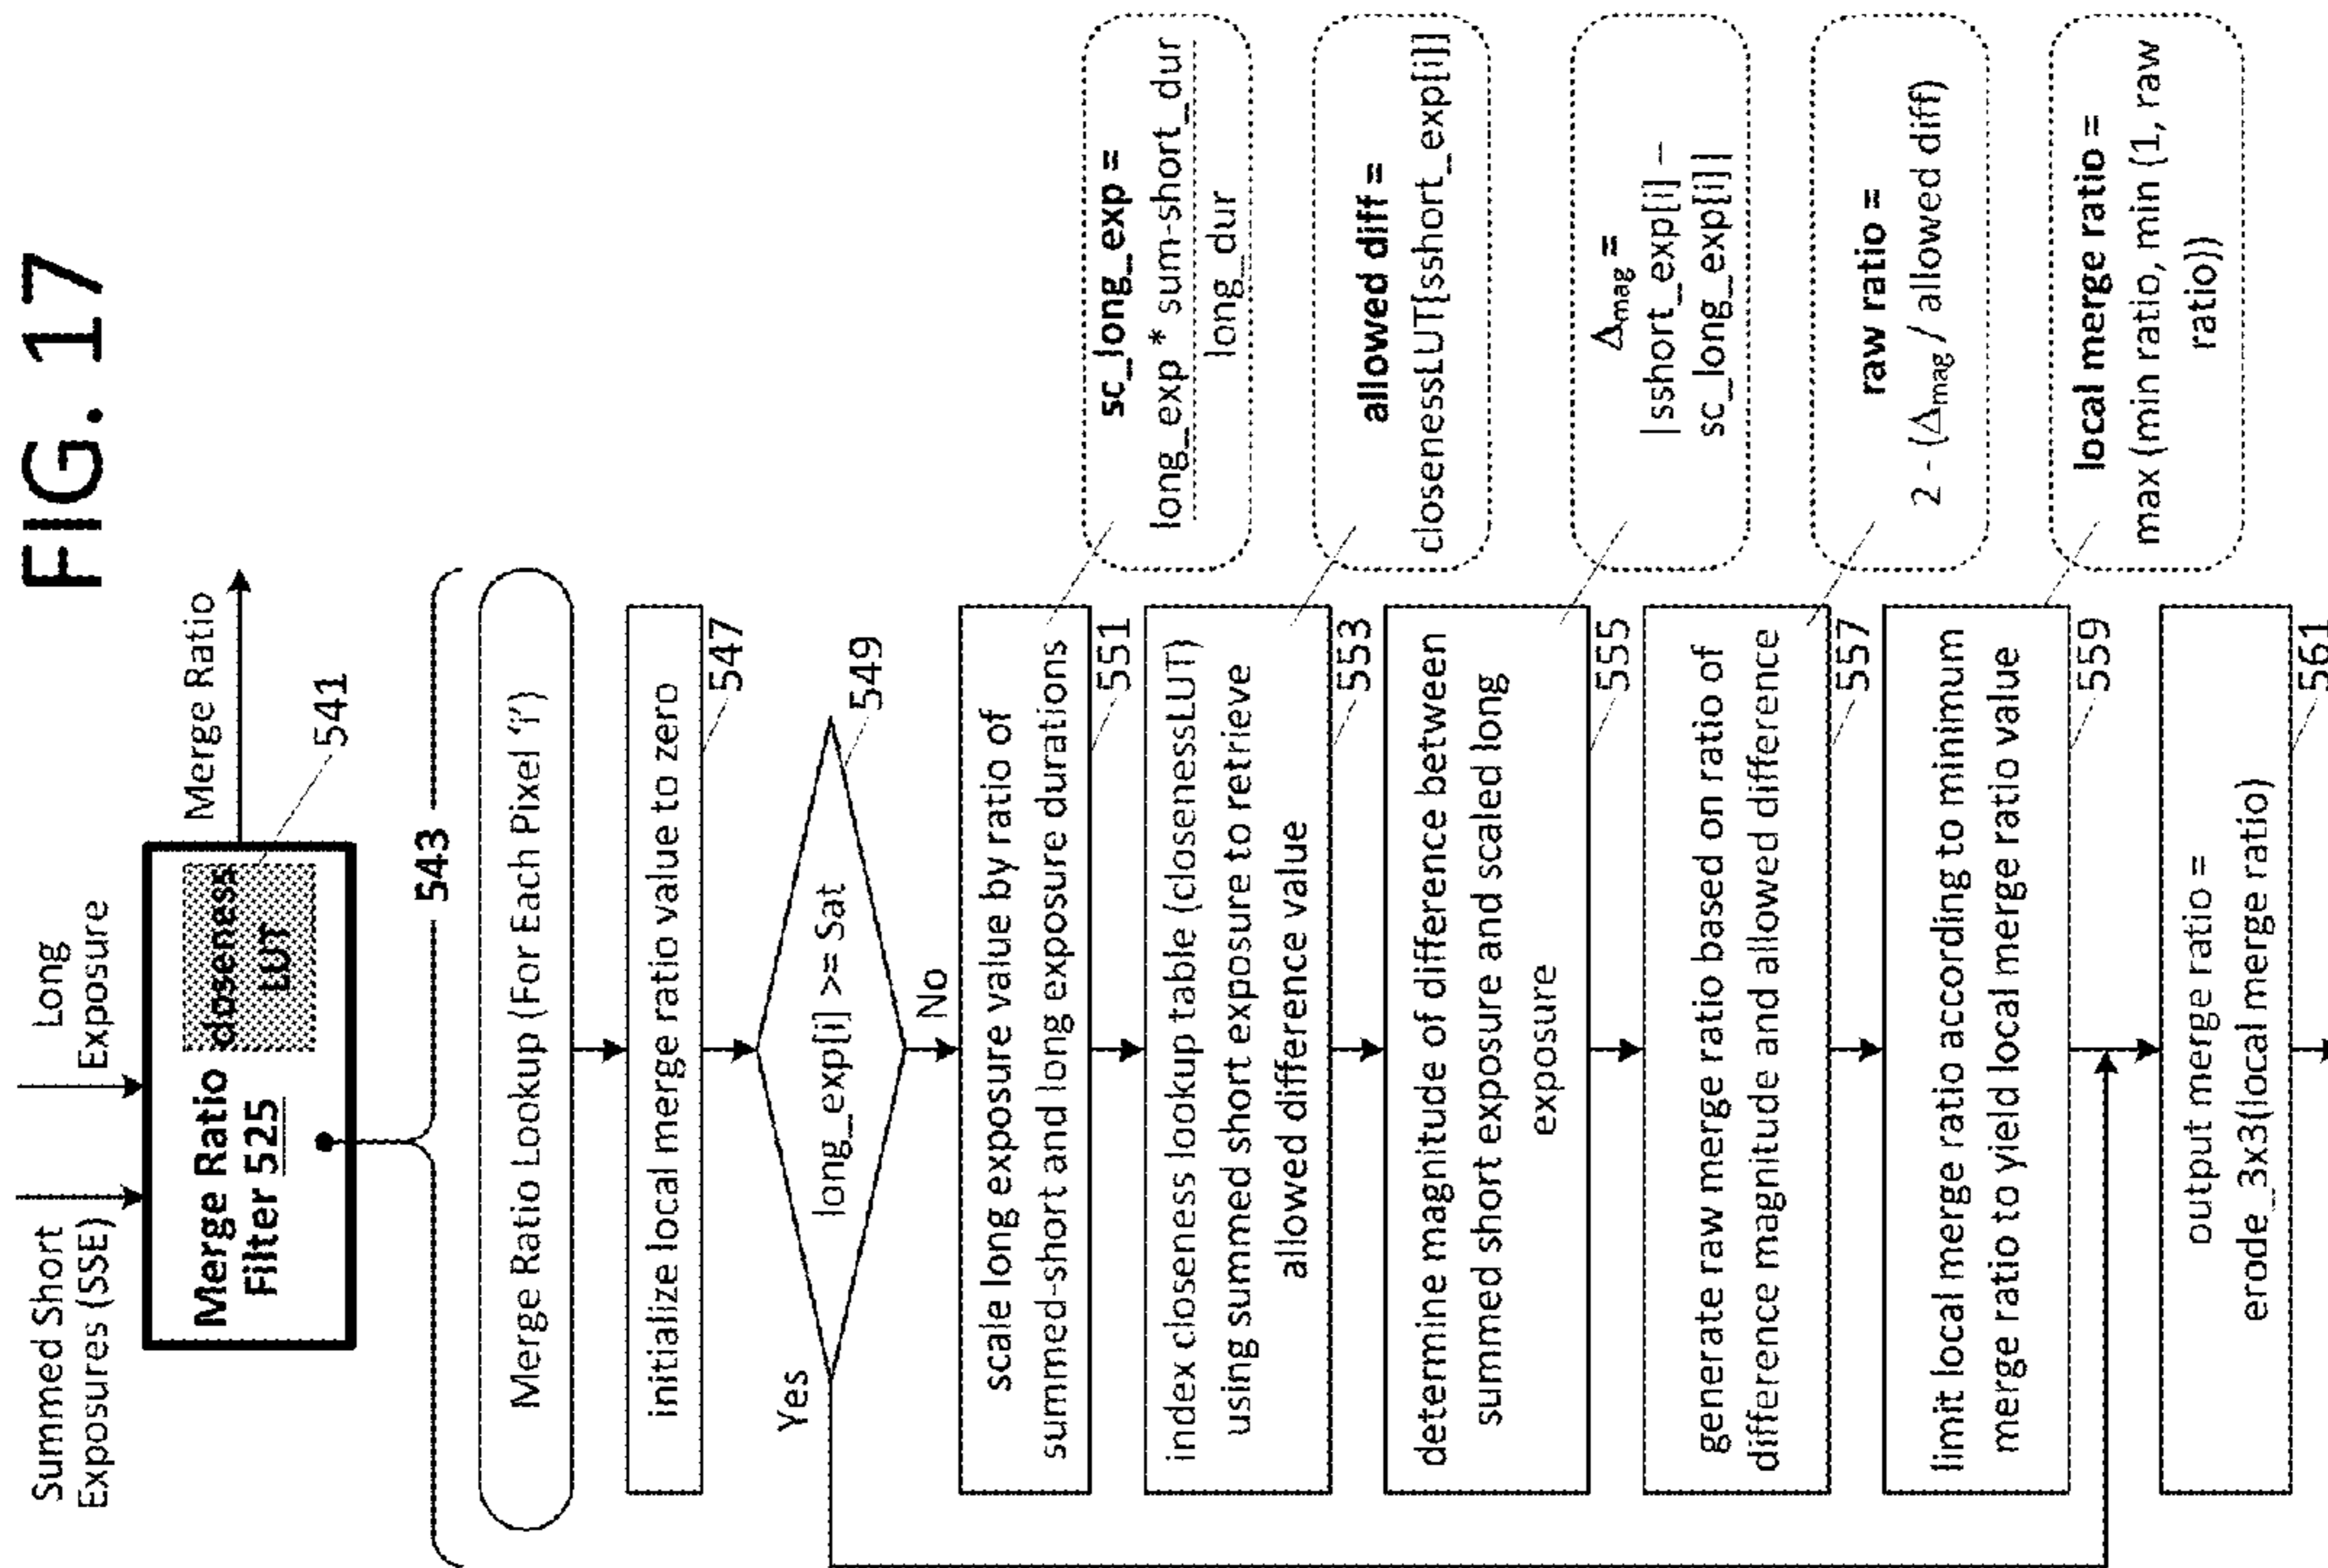 FIG. 17
Summed Short
Exposures (SSE)
Long
Exposure
Merge Ratio
Filter 525
closeness
LUT
Merge Ratio
541
543
Merge Ratio Lookup (For Each Pixel ‘i’)
initialize local merge ratio value to zero
547
long_exp[i] >= Sat
549
Yes
No
scale long exposure value by ratio of
summed-short and long exposure durations
551
sc_long_exp =
long_exp * sum-short_dur
long_dur
index closeness lookup table (closenessLUT)
using summed short exposure to retrieve
allowed difference value
553
allowed diff =
closenessLUT[sshort_exp[i]]
determine magnitude of difference between
summed short exposure and scaled long
exposure
555
Δmag =
|sshort_exp[i] –
sc_long_exp[i]|
generate raw merge ratio based on ratio of
difference magnitude and allowed difference
557
raw ratio =
2 - (Δmag / allowed diff)
limit local merge ratio according to minimum
merge ratio to yield local merge ratio value
559
local merge ratio =
max (min ratio, min (1, raw
ratio))
output merge ratio =
erode_3x3(local merge ratio)
561